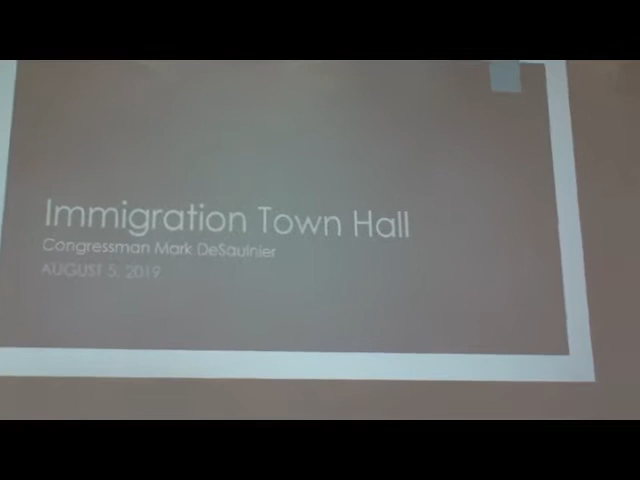 Immigration Town Hall
Congressman Mark DeSaulnier
AUGUST 5, 2019